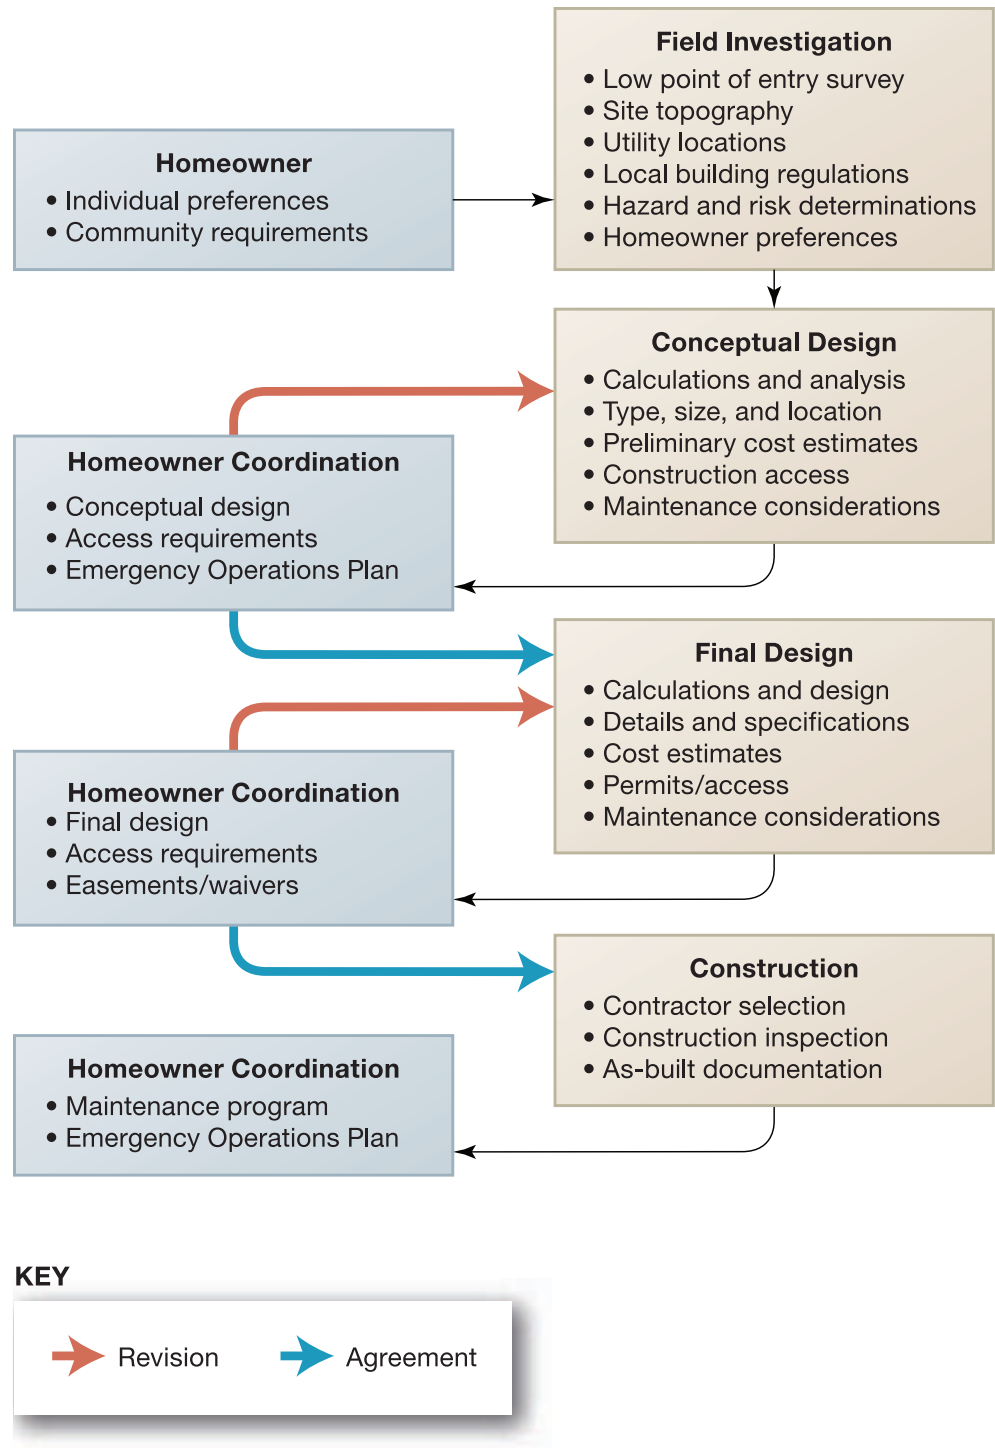 Field Investigation
• Low point of entry survey
• Site topography
• Utility locations
• Local building regulations
• Hazard and risk determinations
• Homeowner preferences
Homeowner
• Individual preferences
• Community requirements
Conceptual Design
• Calculations and analysis
• Type, size, and location
• Preliminary cost estimates
• Construction access
• Maintenance considerations
Homeowner Coordination
• Conceptual design
• Access requirements
• Emergency Operations Plan
Final Design
• Calculations and design
• Details and specifications
• Cost estimates
• Permits/access
• Maintenance considerations
Homeowner Coordination
• Final design
• Access requirements
• Easements/waivers
Construction
• Contractor selection
• Construction inspection
• As-built documentation
Homeowner Coordination
• Maintenance program
• Emergency Operations Plan
KEY
Revision
Agreement